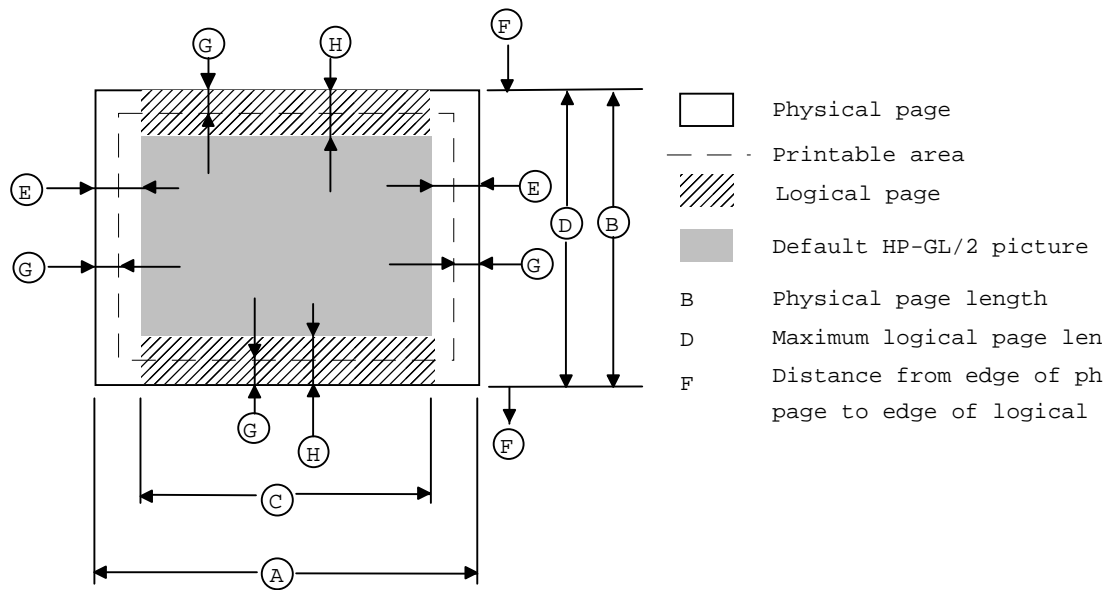 F
G
H
Physical page
Printable area
E
E
Logical page
D
B
Default HP-GL/2 picture
G
G
B Physical page length
D Maximum logical page len
F Distance from edge of ph
page to edge of logical
G
H
F
C
A